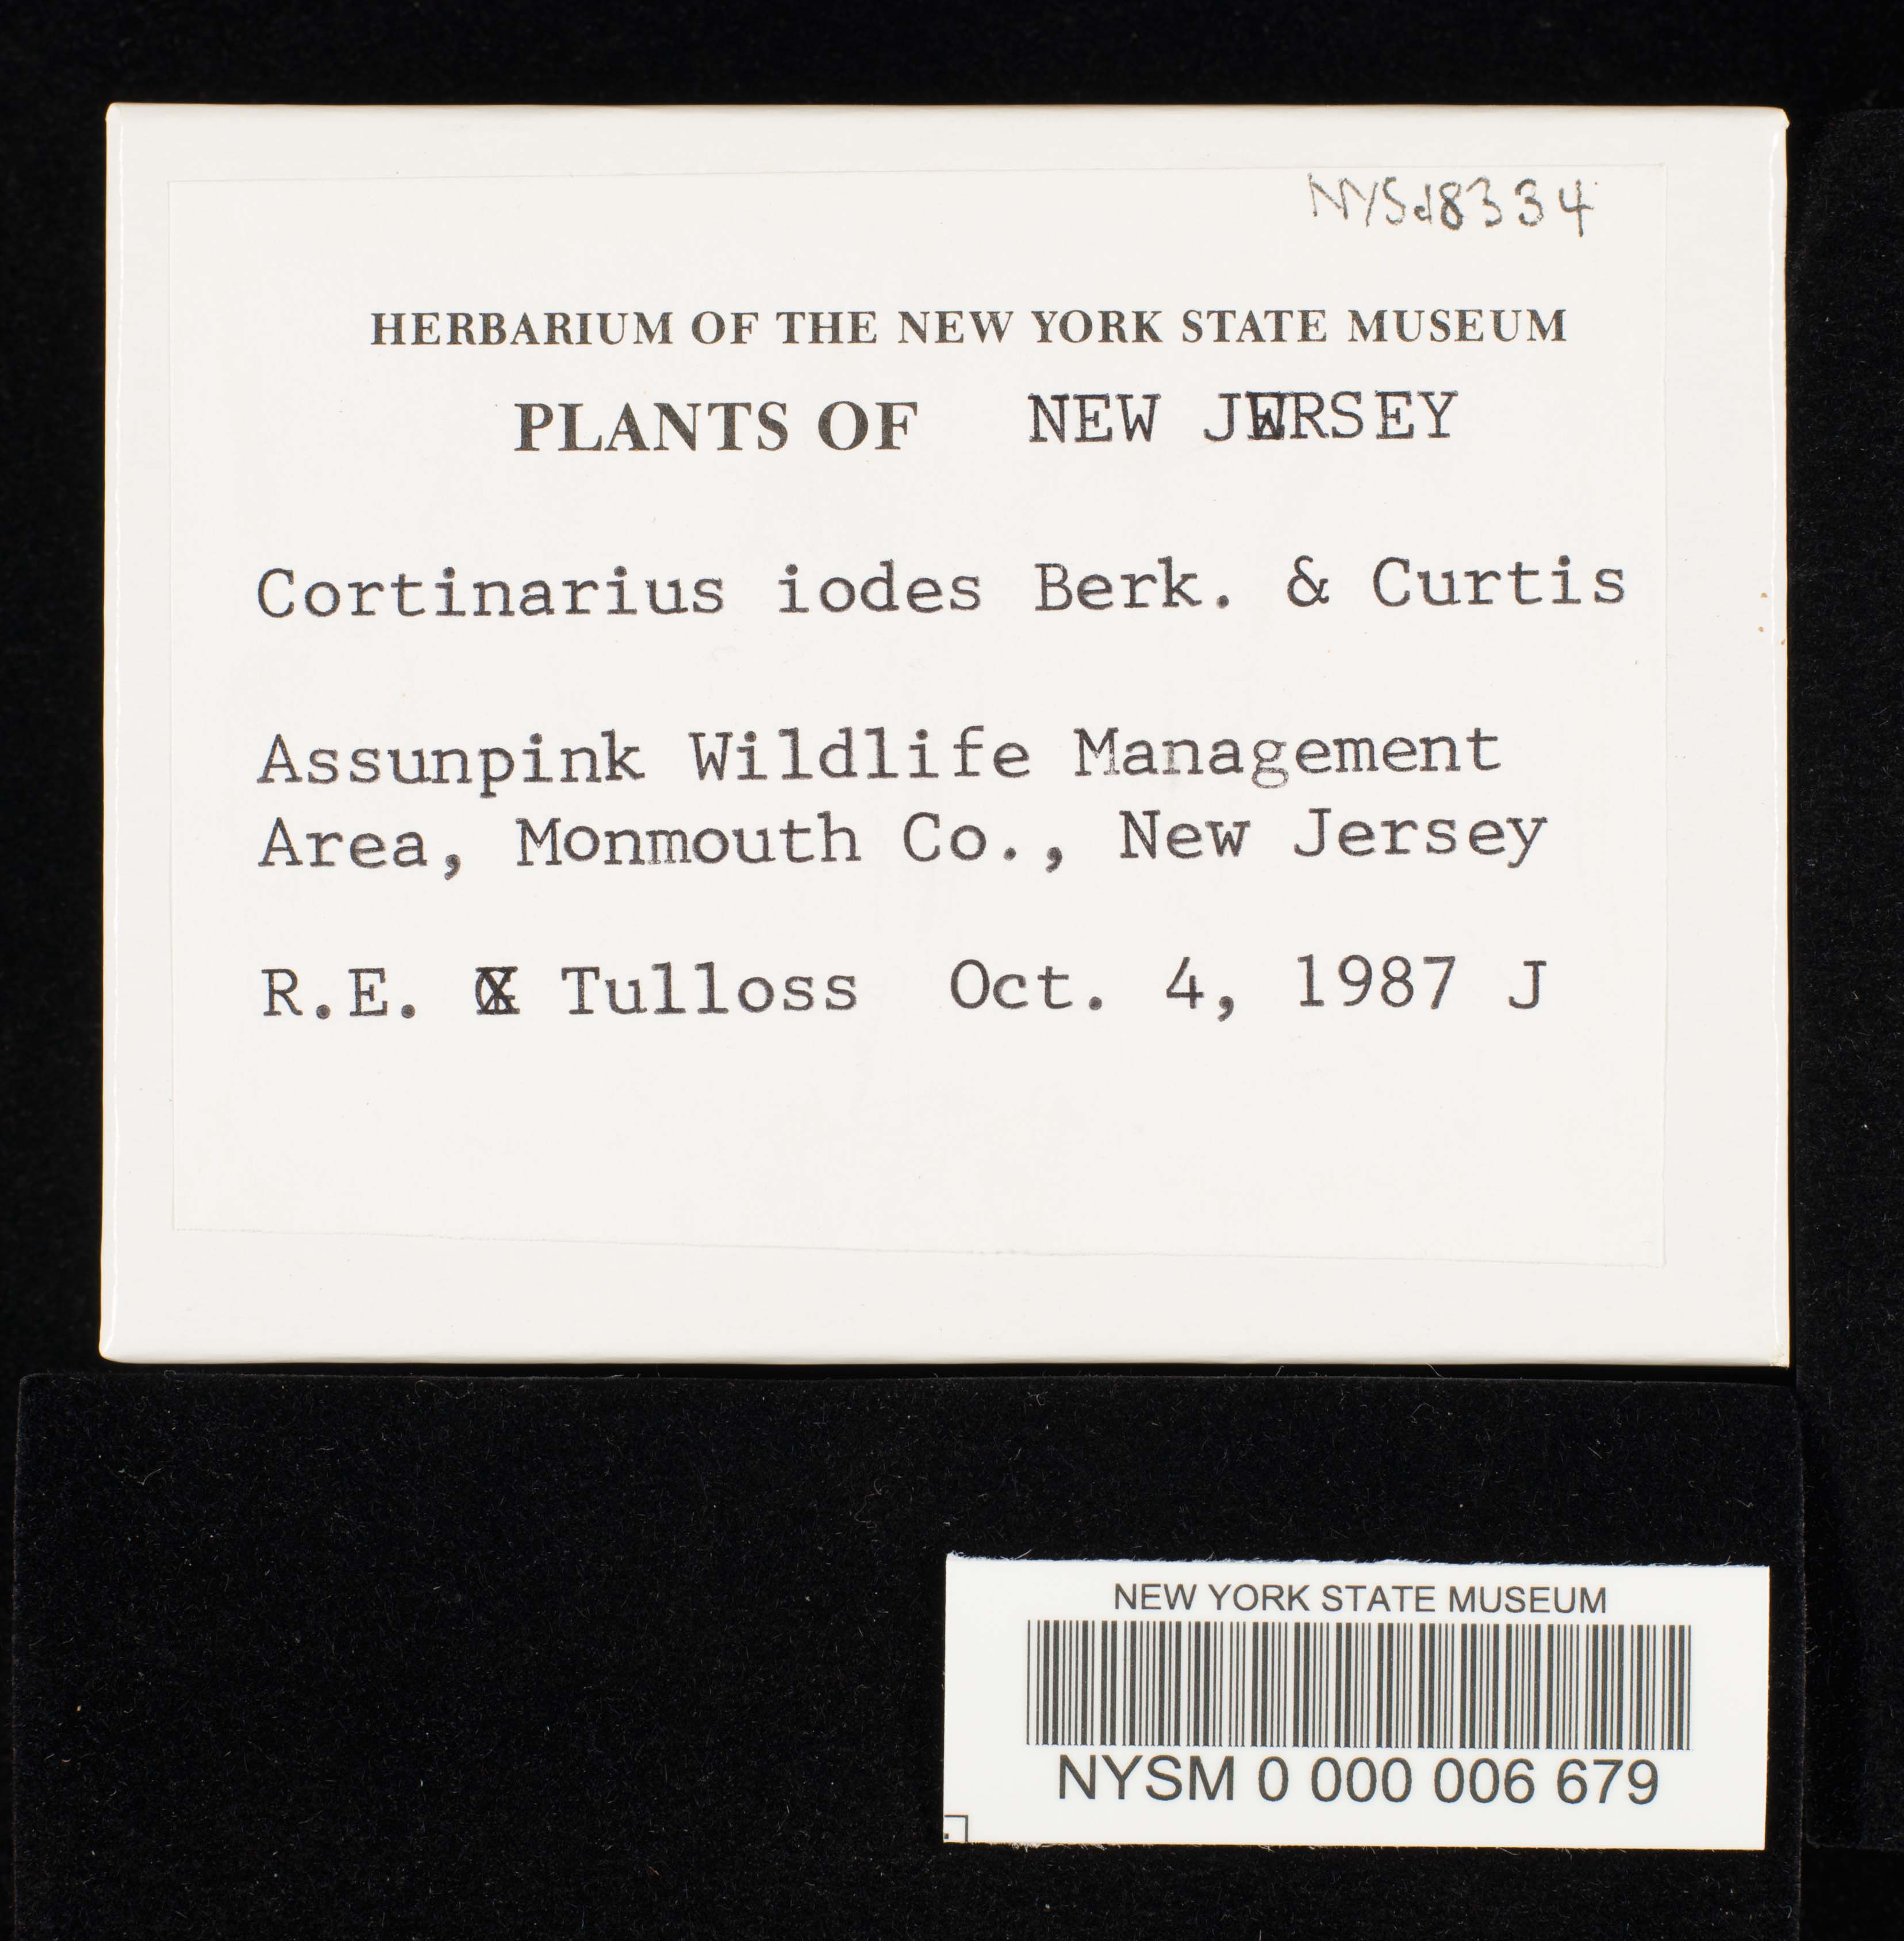 NYSd8334
HERBARIUM OF THE NEW YORK STATE MUSEUM
PLANTS OF NEW JERSEY
Cortinarius iodes Berk. & Curtis
Assunpink Wildlife Management
Area, Monmouth Co., New Jersey
R.E. Tulloss Oct. 4, 1987 J
NEW YORK STATE MUSEUM
NYSM 0 000 006 679